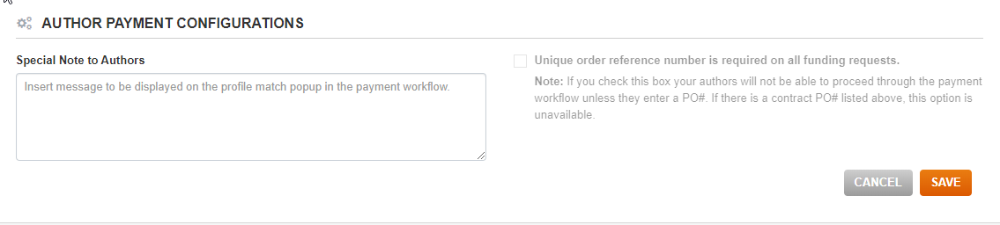 AUTHOR PAYMENT CONFIGURATIONS
Special Note to Authors
Insert message to be displayed on the profile match popup in the payment workflow.
Unique order reference number is required on all funding requests.
Note: If you check this box your authors will not be able to proceed through the payment
workflow unless they enter a PO#. If there is a contract PO# listed above, this option is
unavailable.
CANCEL
SAVE